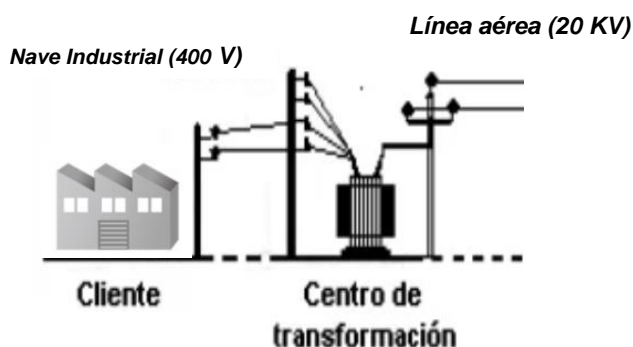 Línea aérea (20 KV)
Nave Industrial (400 V)
Cliente
Centro de
transformación